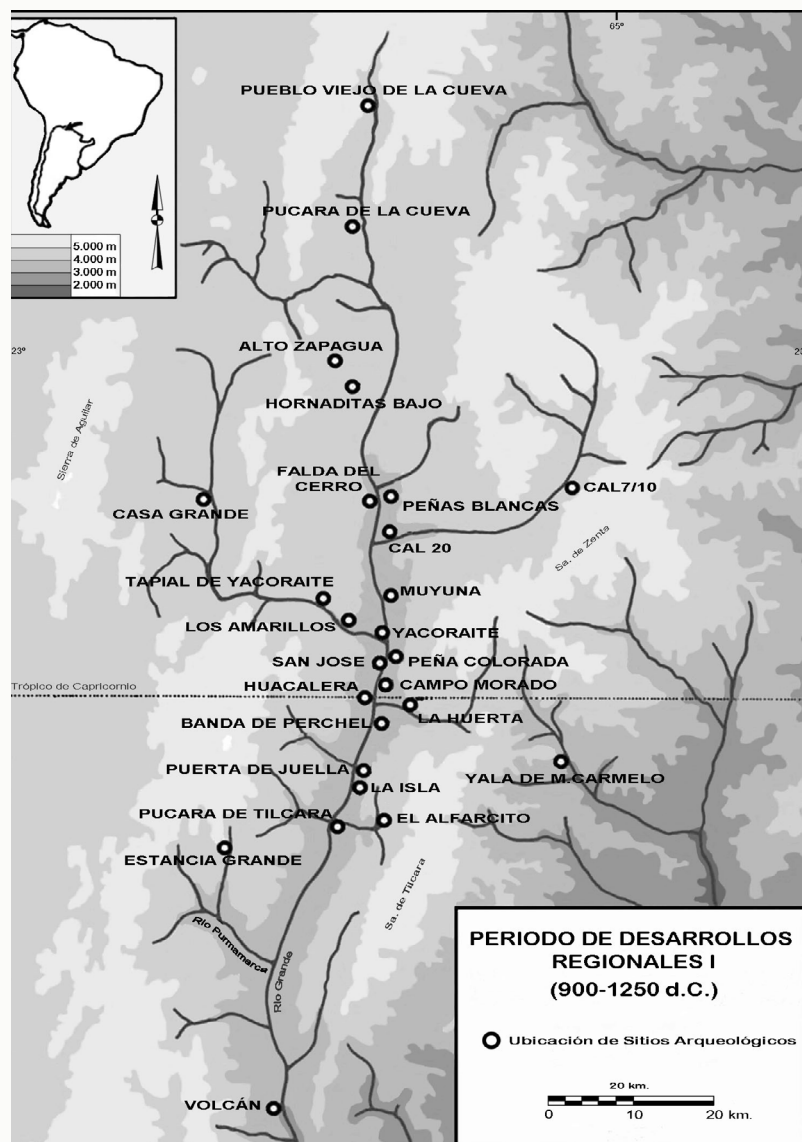 65°
PUEBLO VIEJO DE LA CUEVA
PUCARA DE LA CUEVA
5.000 m
4.000 m
3.000 m
2.000 m
23°
23
ALTO ZAPAGUA
HORNADITAS BAJO
Sierra de Aguilar
FALDA DEL
CERRO
PEÑAS BLANCAS
CAL7/10
CASA GRANDE
CAL 20
Sa. de Zenta
TAPIAL DE YACORAITE
MUYUNA
LOS AMARILLOS
YACORAITE
SAN JOSE
PEÑA COLORADA
Trópico de Capricornio
HUACALERA
CAMPO MORADO
LA HUERTA
BANDA DE PERCHEL
PUERTA DE JUELLA
YALA DE M.CARMELO
LA ISLA
PUCARA DE TILCARA
EL ALFARCITO
ESTANCIA GRANDE
Sa. de Tilcara
Río Purmamarca
Río Grande
VOLCÁN
PERIODO DE DESARROLLOS
REGIONALES I
(900-1250 d.C.)
Ubicación de Sitios Arqueológicos
20 km.
0 10 20 km.